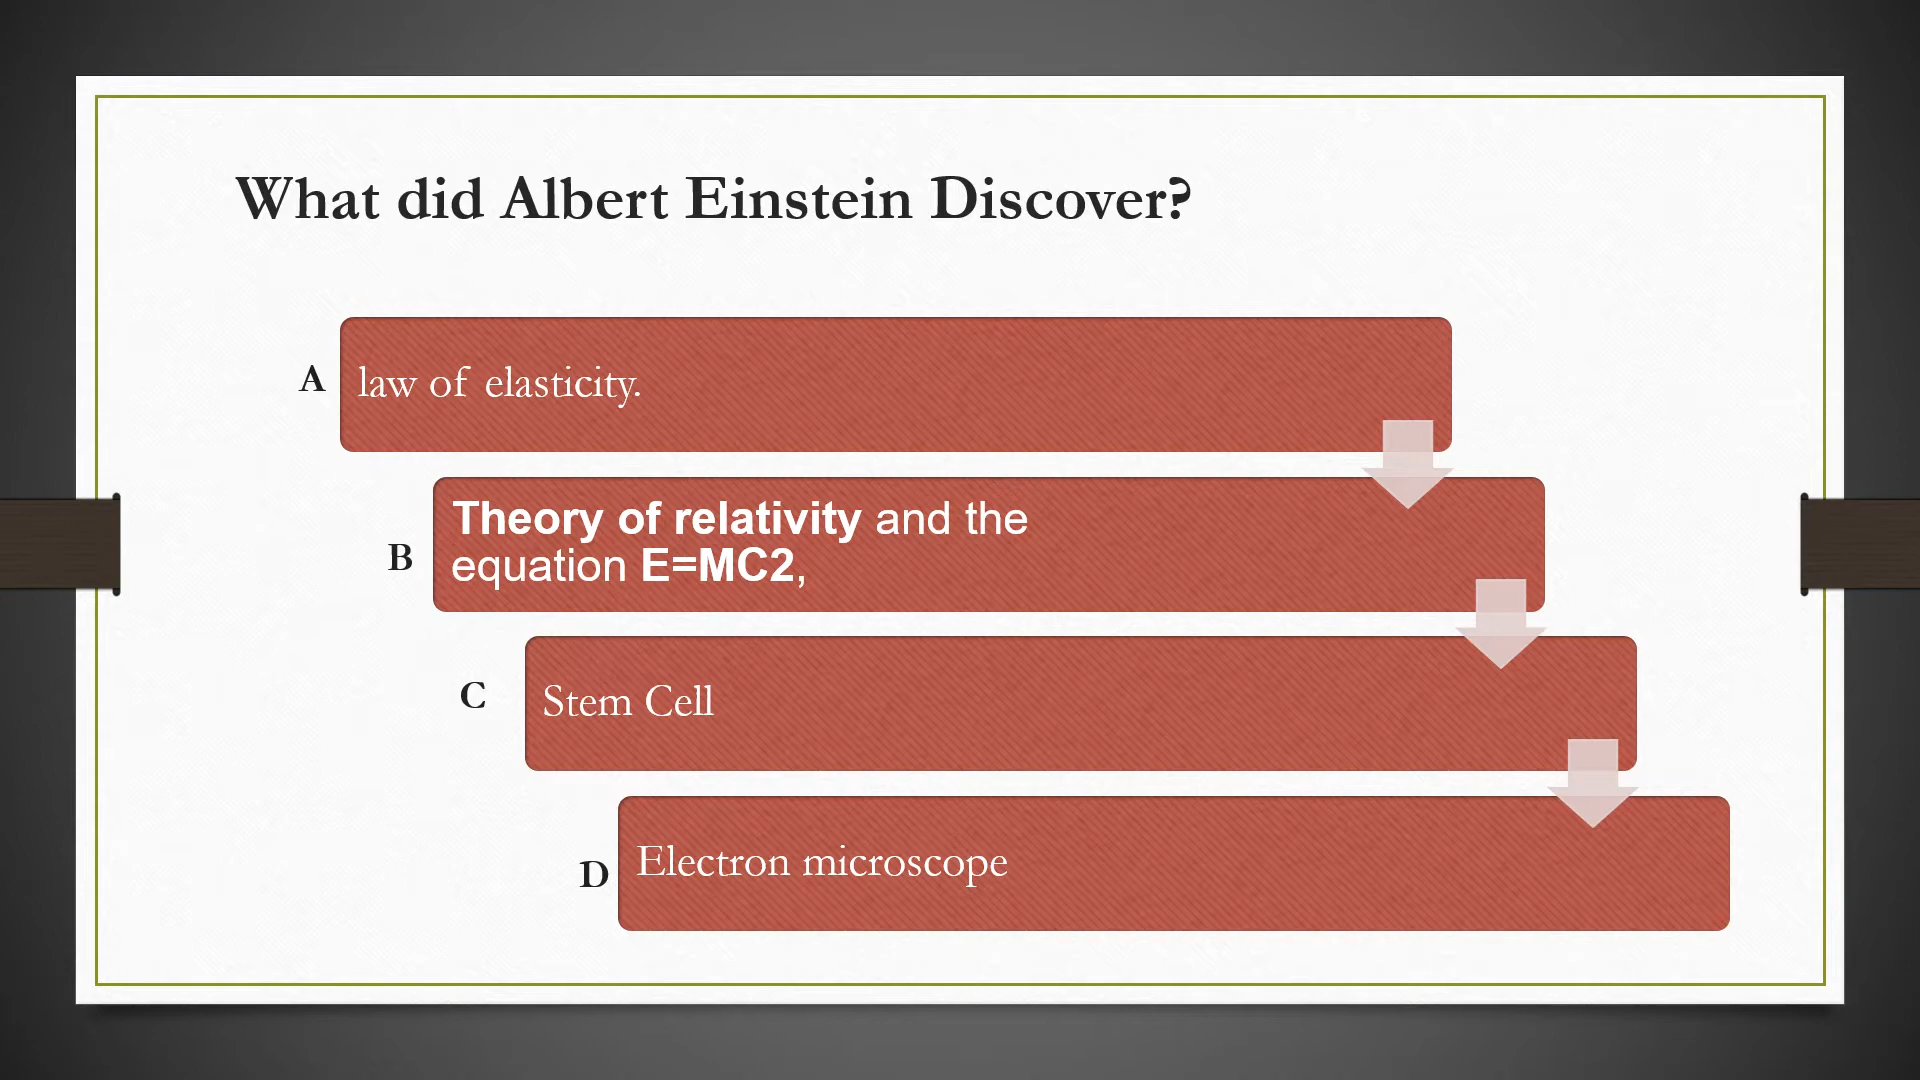 What did Albert Einstein Discover?
A
law of elasticity.
B
Theory of relativity and the
equation E=MC2,
C
Stem Cell
D
Electron microscope